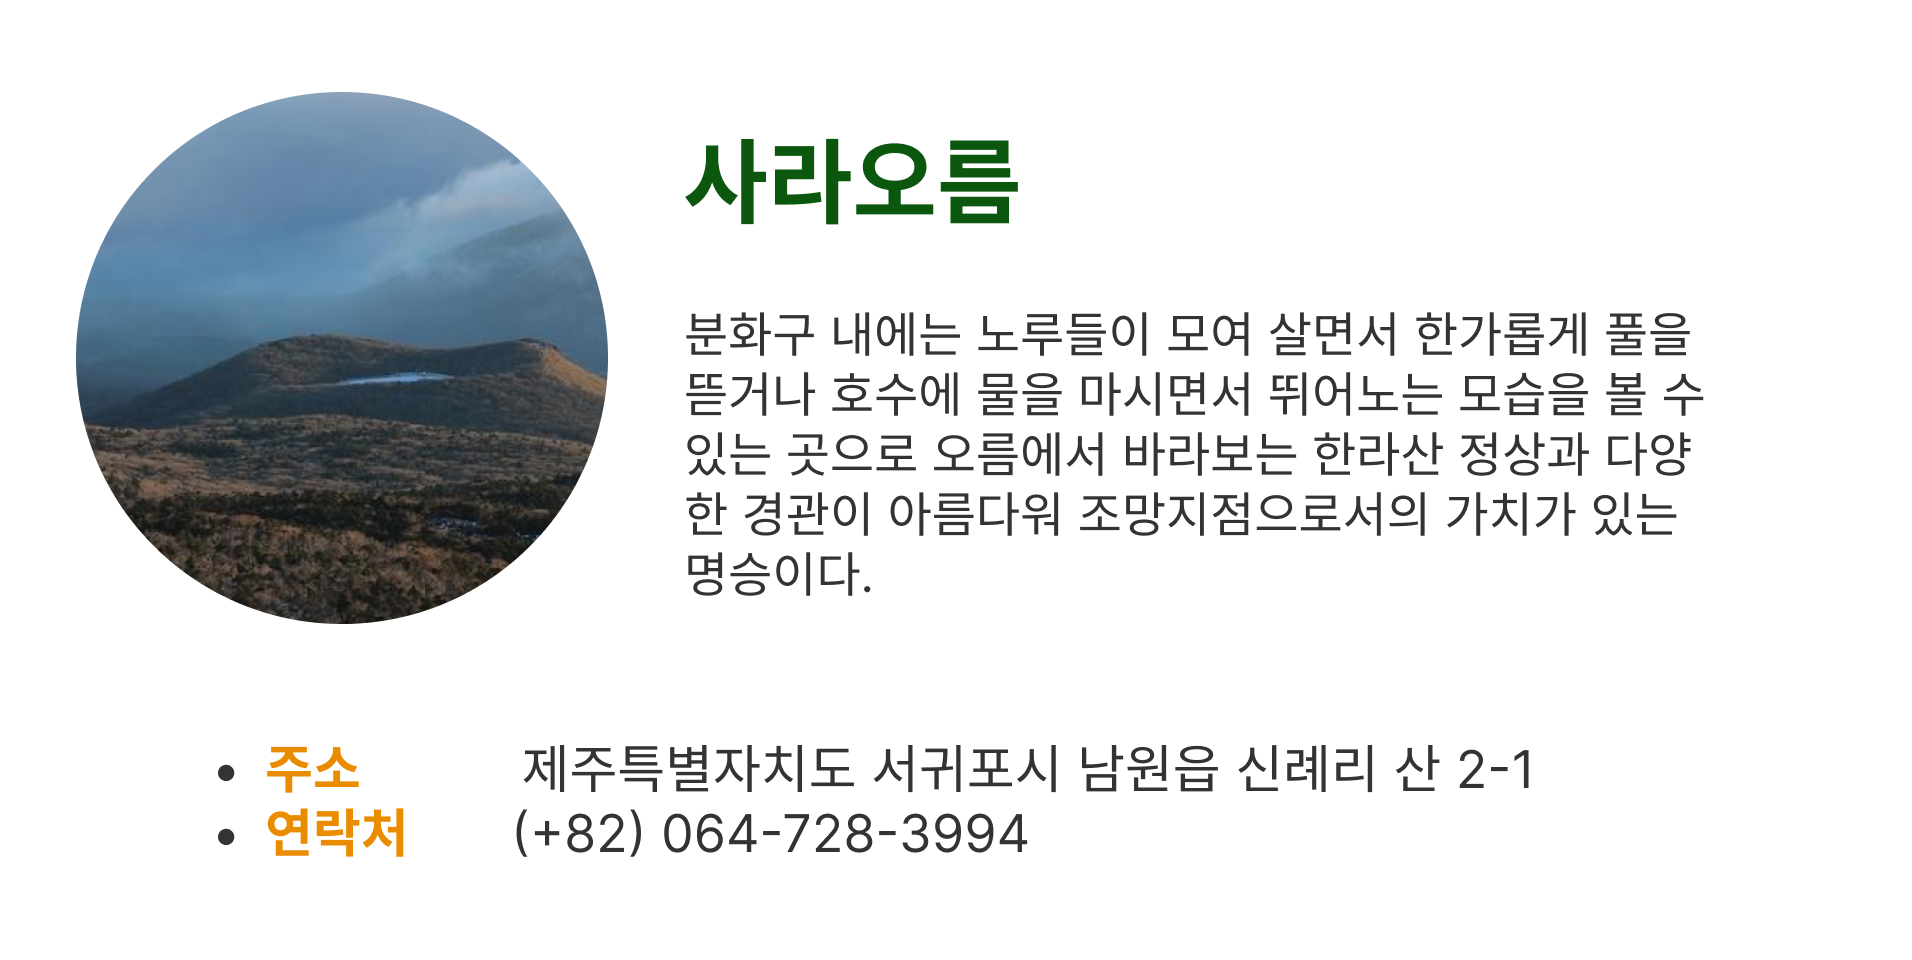 사라오름
분화구 내에는 노루들이 모여 살면서 한가롭게 풀을
뜯거나 호수에 물을 마시면서 뛰어노는 모습을 볼 수
있는 곳으로 오름에서 바라보는 한라산 정상과 다양
한 경관이 아름다워 조망지점으로서의 가치가 있는
명승이다.
• 주소 제주특별자치도 서귀포시 남원읍 신례리 산 2-1
• 연락처 (+82) 064-728-3994